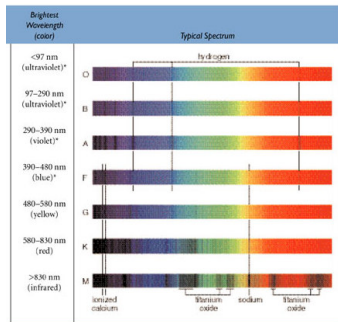 Brightest
Wavelength
(color)
Typical Spectrum
hydrogen
<97 nm
(ultraviolet)*
O
97–290 nm
(ultraviolet)*
B
290–390 nm
(violet)*
A
390–480 nm
(blue)*
F
480–580 nm
(yellow)
G
580–830 nm
(red)
K
>830 nm
(infrared)
M
ionized
calcium
titanium
oxide
sodium
titanium
oxide